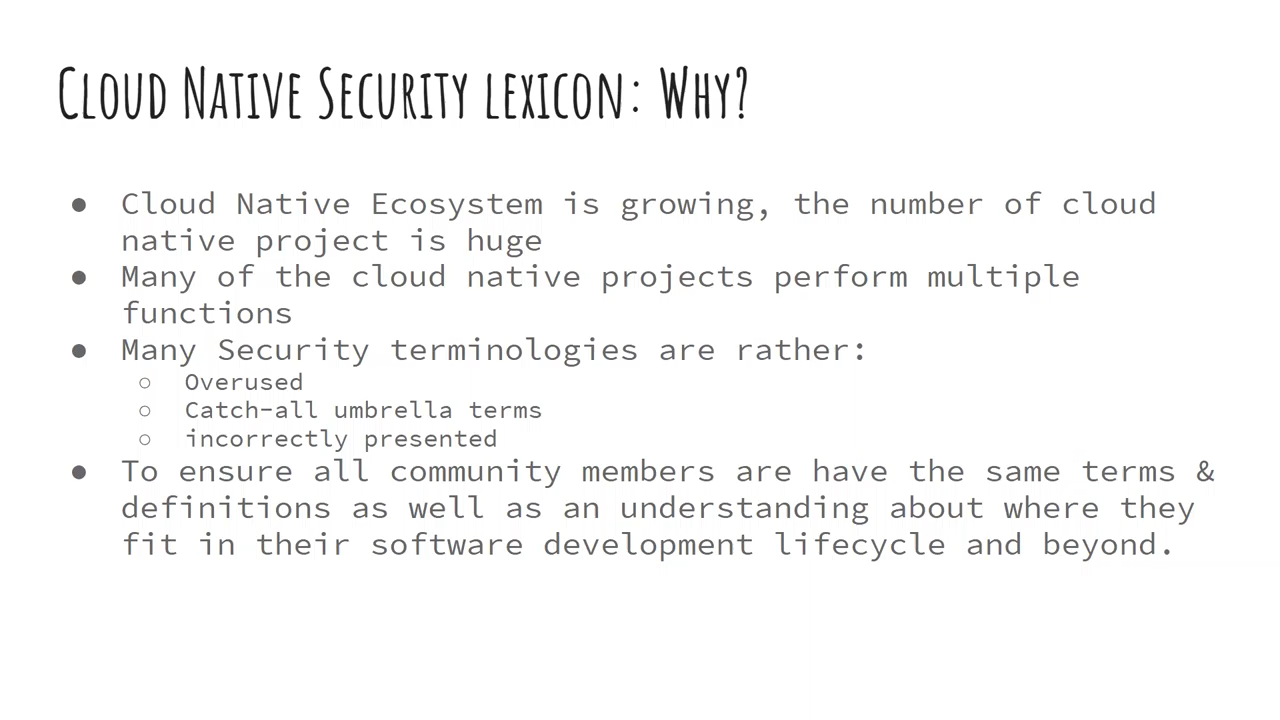 Cloud Native Security lexicon: Why?
● Cloud Native Ecosystem is growing, the number of cloud
native project is huge
● Many of the cloud native projects perform multiple
functions
● Many Security terminologies are rather:
○ Overused
○ Catch-all umbrella terms
○ incorrectly presented
● To ensure all community members are have the same terms &
definitions as well as an understanding about where they
fit in their software development lifecycle and beyond.